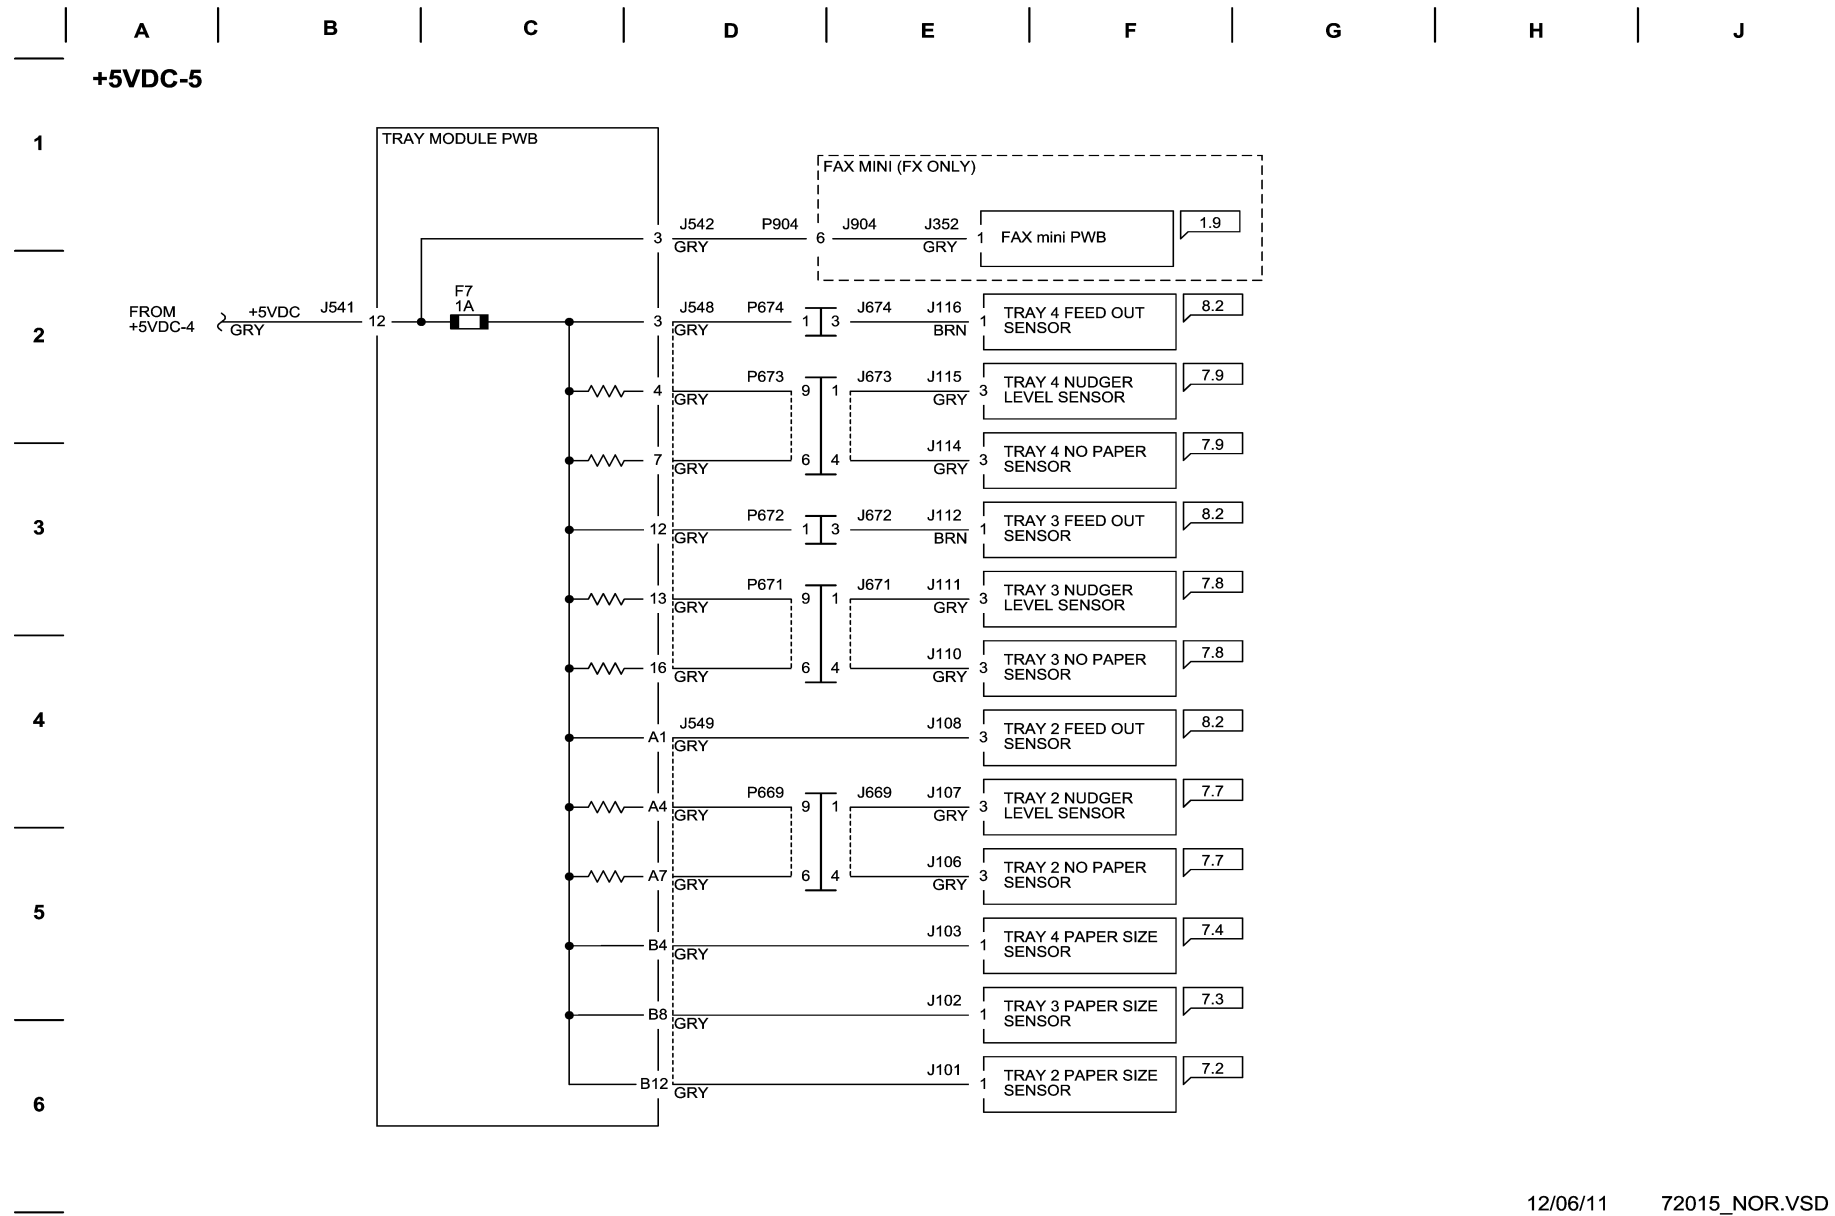 A B C D E F G H J
+5VDC-5
1
TRAY MODULE PWB
FAX MINI (FX ONLY)
3 J542 P904 6 J904 J352 1 FAX mini PWB 1.9
GRY GRY
2
FROM
+5VDC-4
+5VDC J541 12
GRY
F7
1A
3 J548 P674 1 3 J674 J116 1 TRAY 4 FEED OUT
SENSOR 8.2
GRY BRN
4 P673 9 1 J673 J115 3 TRAY 4 NUDGER
LEVEL SENSOR 7.9
GRY GRY
7 6 4 J114 3 TRAY 4 NO PAPER
SENSOR 7.9
GRY GRY
3
12 P672 1 3 J672 J112 1 TRAY 3 FEED OUT
SENSOR 8.2
GRY BRN
13 P671 9 1 J671 J111 3 TRAY 3 NUDGER
LEVEL SENSOR 7.8
GRY GRY
16 6 4 J110 3 TRAY 3 NO PAPER
SENSOR 7.8
GRY GRY
4
A1 J549 J108 3 TRAY 2 FEED OUT
SENSOR 8.2
GRY
A4 P669 9 1 J669 J107 3 TRAY 2 NUDGER
LEVEL SENSOR 7.7
GRY GRY
A7 6 4 J106 3 TRAY 2 NO PAPER
SENSOR 7.7
GRY GRY
5
B4 J103 1 TRAY 4 PAPER SIZE
SENSOR 7.4
GRY
B8 J102 1 TRAY 3 PAPER SIZE
SENSOR 7.3
GRY
B12 J101 1 TRAY 2 PAPER SIZE
SENSOR 7.2
GRY
6
12/06/11 72015_NOR.VSD